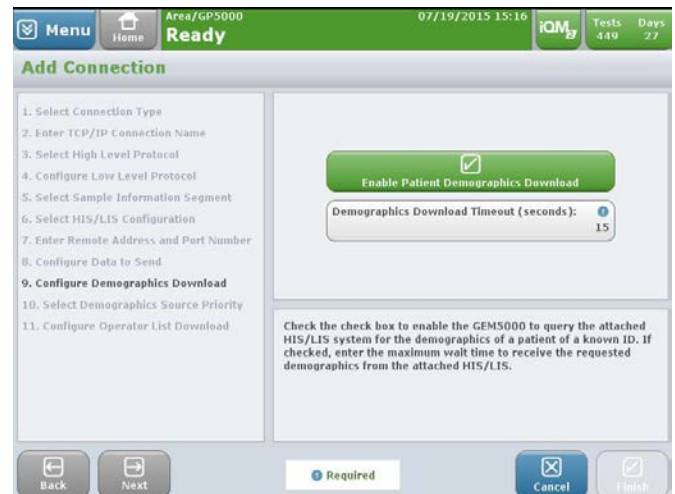 Menu
Home
Area/GP5000
Ready
07/19/2015 15:16
iQM2
Tests
449
Days
27
Add Connection
1. Select Connection Type
2. Enter TCP/IP Connection Name
3. Select High Level Protocol
4. Configure Low Level Protocol
5. Select Sample Information Segment
6. Select HIS/LIS Configuration
7. Enter Remote Address and Port Number
8. Configure Data to Send
9. Configure Demographics Download
10. Select Demographics Source Priority
11. Configure Operator List Download
Enable Patient Demographics Download
Demographics Download Timeout (seconds):
15
Check the check box to enable the GEM5000 to query the attached
HIS/LIS system for the demographics of a patient of a known ID. If
checked, enter the maximum wait time to receive the requested
demographics from the attached HIS/LIS.
Back
Next
Required
Cancel
Finish